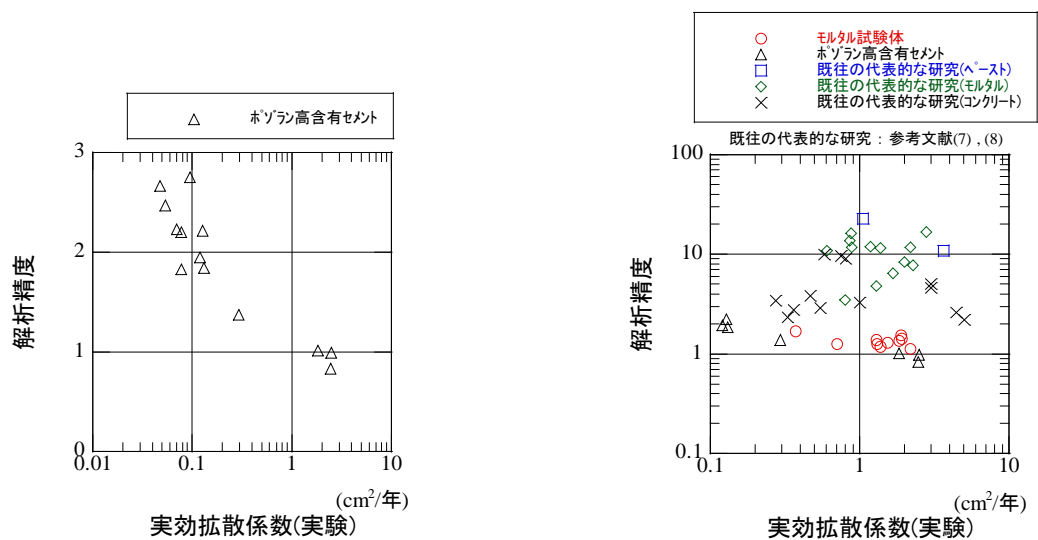 ﾎﾟｿﾞﾗﾝ高含有ｾﾒﾝﾄ
3
2
1
0
解析精度
0.01
0.1
1
10
(cm²/年)
実効拡散係数(実験)
ﾓﾙﾀﾙ試験体
ﾎﾟｿﾞﾗﾝ高含有ｾﾒﾝﾄ
既往の代表的な研究(ﾍﾟｰｽﾄ)
既往の代表的な研究(ﾓﾙﾀﾙ)
既往の代表的な研究(ｺﾝｸﾘｰﾄ)
既往の代表的な研究 : 参考文献(7) , (8)
100
10
1
0.1
解析精度
0.1
1
10
(cm²/年)
実効拡散係数(実験)